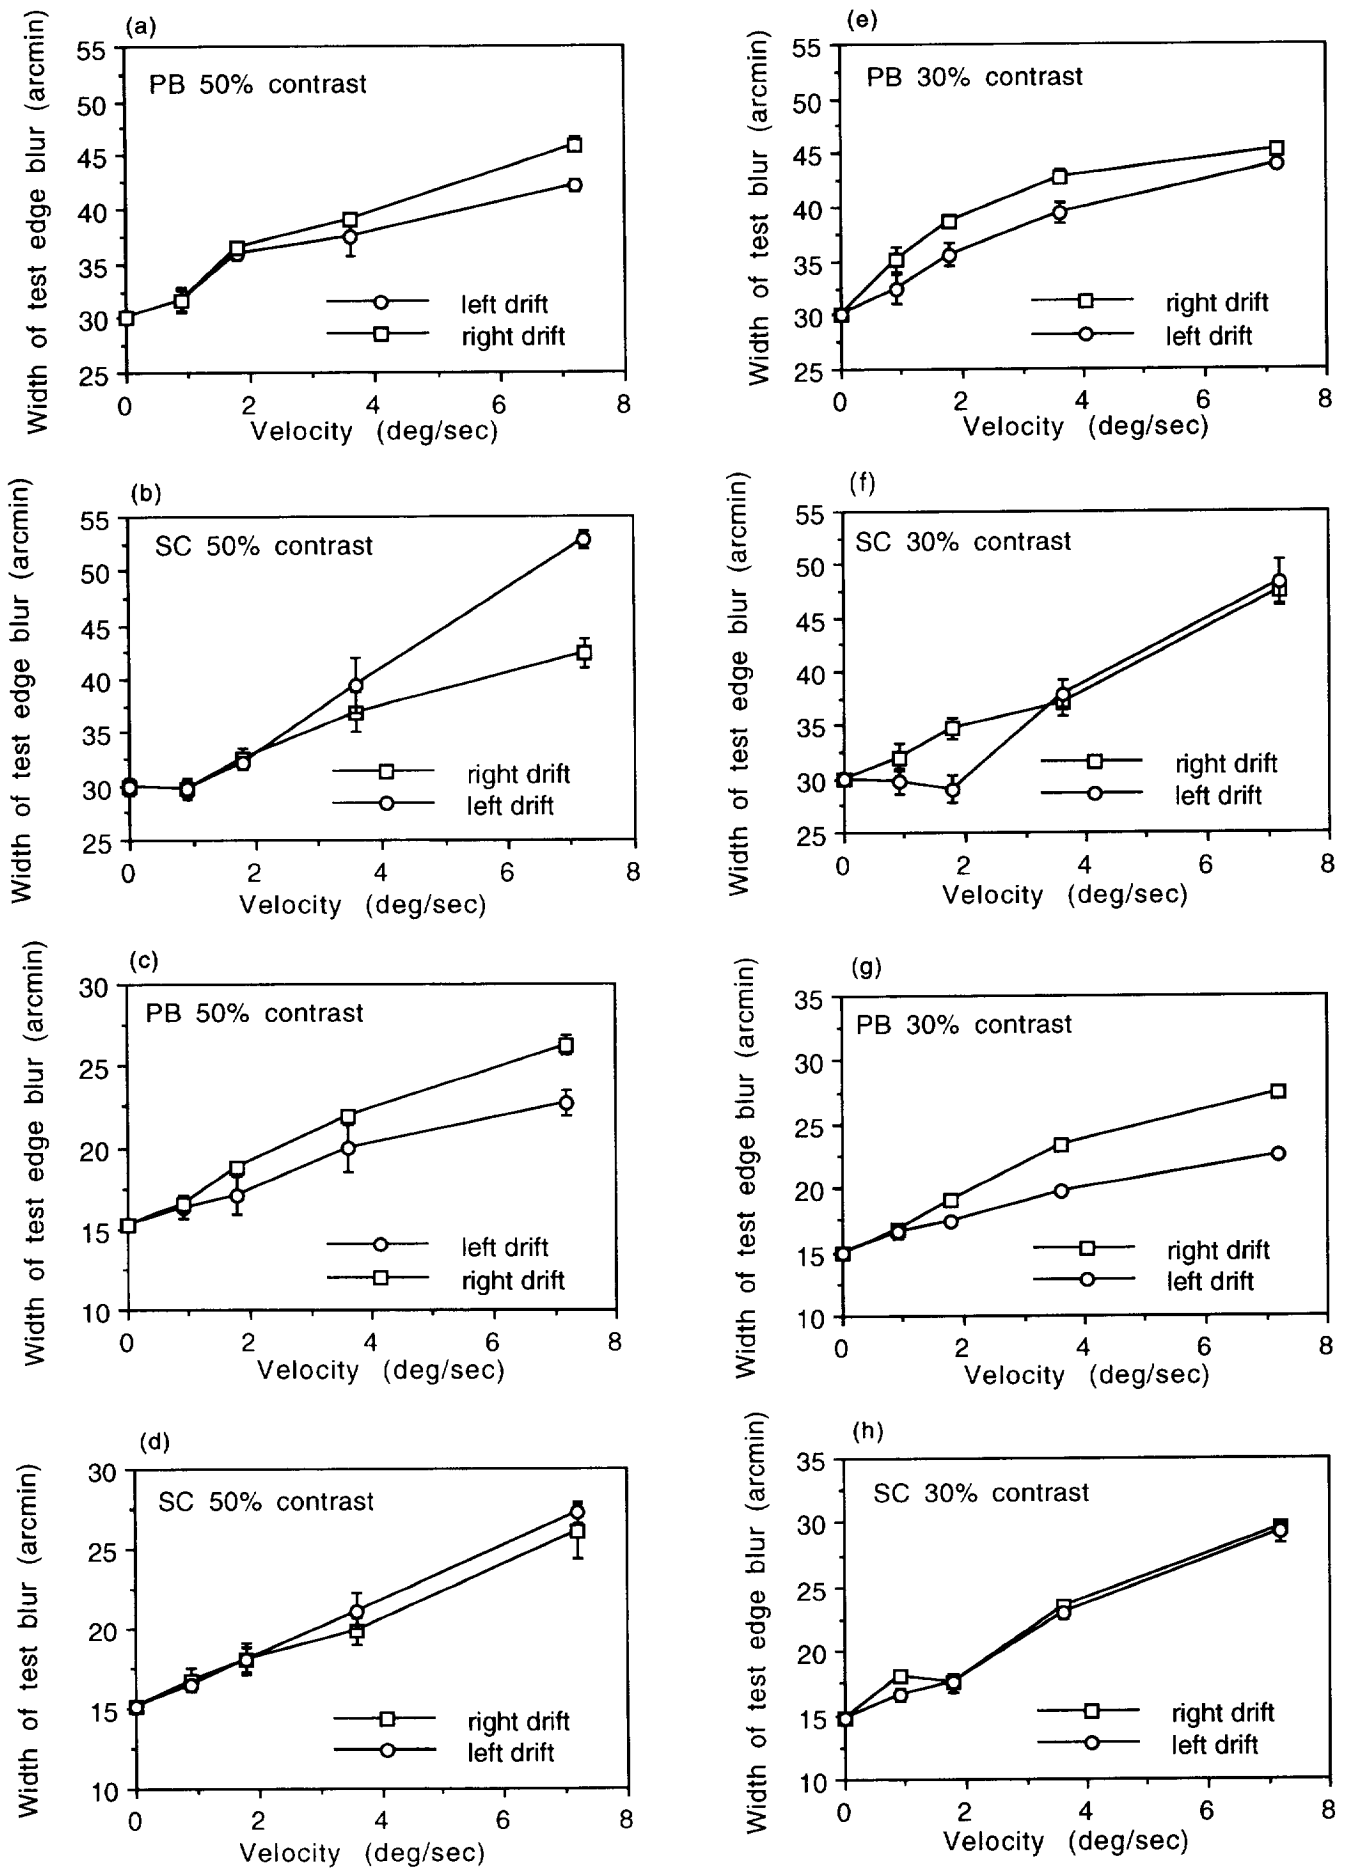 (a)
Width of test edge blur (arcmin)
55
50
45
40
35
30
25
PB 50% contrast
left drift
right drift
0 2 4 6 8
Velocity (deg/sec)
(e)
Width of test blur (arcmin)
55
50
45
40
35
30
25
PB 30% contrast
right drift
left drift
0 2 4 6 8
Velocity (deg/sec)
(b)
Width of test edge blur (arcmin)
55
50
45
40
35
30
25
SC 50% contrast
right drift
left drift
0 2 4 6 8
Velocity (deg/sec)
(f)
Width of test edge blur (arcmin)
55
50
45
40
35
30
25
SC 30% contrast
right drift
left drift
0 2 4 6 8
Velocity (deg/sec)
(c)
Width of test edge blur (arcmin)
30
25
20
15
10
PB 50% contrast
left drift
right drift
0 2 4 6 8
Velocity (deg/sec)
(g)
Width of test edge blur (arcmin)
35
30
25
20
15
10
PB 30% contrast
right drift
left drift
0 2 4 6 8
Velocity (deg/sec)
(d)
Width of test blur (arcmin)
30
25
20
15
10
SC 50% contrast
right drift
left drift
0 2 4 6 8
Velocity (deg/sec)
(h)
Width of test edge blur (arcmin)
35
30
25
20
15
10
SC 30% contrast
right drift
left drift
0 2 4 6 8
Velocity (deg/sec)